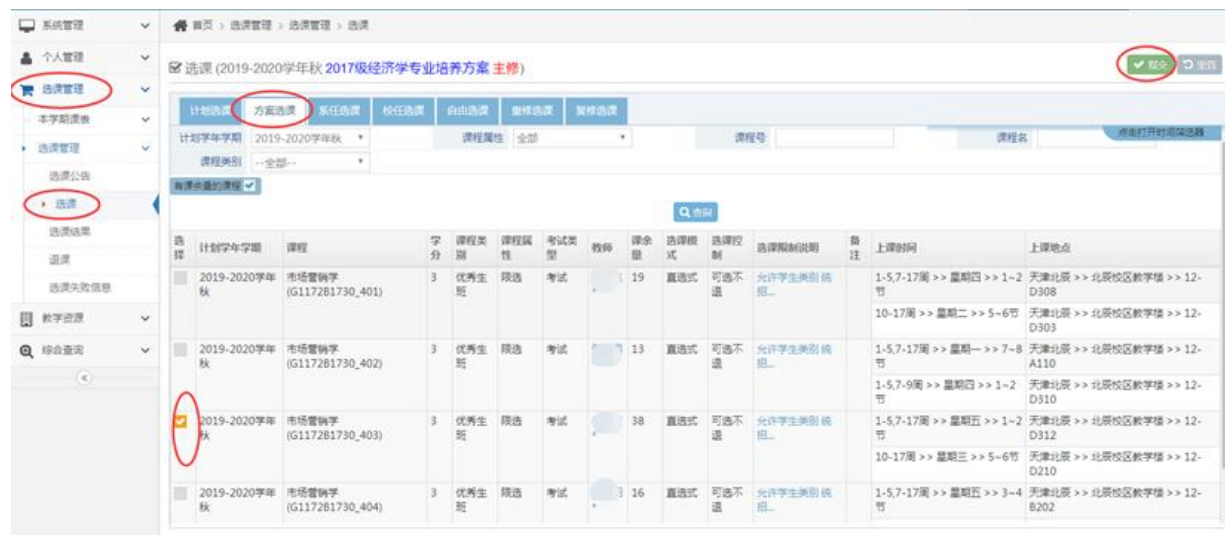 系统管理
个人管理
选课管理
本学期课表
选课管理
选课公告
选课
选课结果
退课
选课失败信息
教学资源
综合查询
首页 > 选课管理 > 选课管理 > 选课
选课 (2019-2020学年秋 2017级经济学专业培养方案 主修)
提交 重置
计划选课 方案选课 系任选课 校任选课 自由选课 重修选课 复修选课
计划学年学期 2019-2020学年秋 课程属性 全部 课程号 课程名 点击打开时间筛选器
课程类别 --全部--
有课余量的课程
查询
选择 计划学年学期 课程 学分 课程类别 课程属性 考试类型 教师 课余量 选课模式 选课控制 选课限制说明 备注 上课时间 上课地点
2019-2020学年 市场营销学 3 优秀生 限选 考试 19 直选式 可选不 允许学生类别 统 1-5,7-17周 >> 星期四 >> 1~2 天津北辰 >> 北辰校区教学楼 >> 12-
秋 (G1172B1730_401) 班 退 招... 节 D308
10-17周 >> 星期二 >> 5~6节 天津北辰 >> 北辰校区教学楼 >> 12-
D303
2019-2020学年 市场营销学 3 优秀生 限选 考试 13 直选式 可选不 允许学生类别 统 1-5,7-17周 >> 星期一 >> 7~8 天津北辰 >> 北辰校区教学楼 >> 12-
秋 (G1172B1730_402) 班 退 招... 节 A110
1-5,7-9周 >> 星期四 >> 1~2 天津北辰 >> 北辰校区教学楼 >> 12-
节 D310
2019-2020学年 市场营销学 3 优秀生 限选 考试 38 直选式 可选不 允许学生类别 统 1-5,7-17周 >> 星期五 >> 1~2 天津北辰 >> 北辰校区教学楼 >> 12-
秋 (G1172B1730_403) 班 退 招... 节 D312
10-17周 >> 星期三 >> 5~6节 天津北辰 >> 北辰校区教学楼 >> 12-
D210
2019-2020学年 市场营销学 3 优秀生 限选 考试 16 直选式 可选不 允许学生类别 统 1-5,7-17周 >> 星期五 >> 3~4 天津北辰 >> 北辰校区教学楼 >> 12-
秋 (G1172B1730_404) 班 退 招... 节 B202